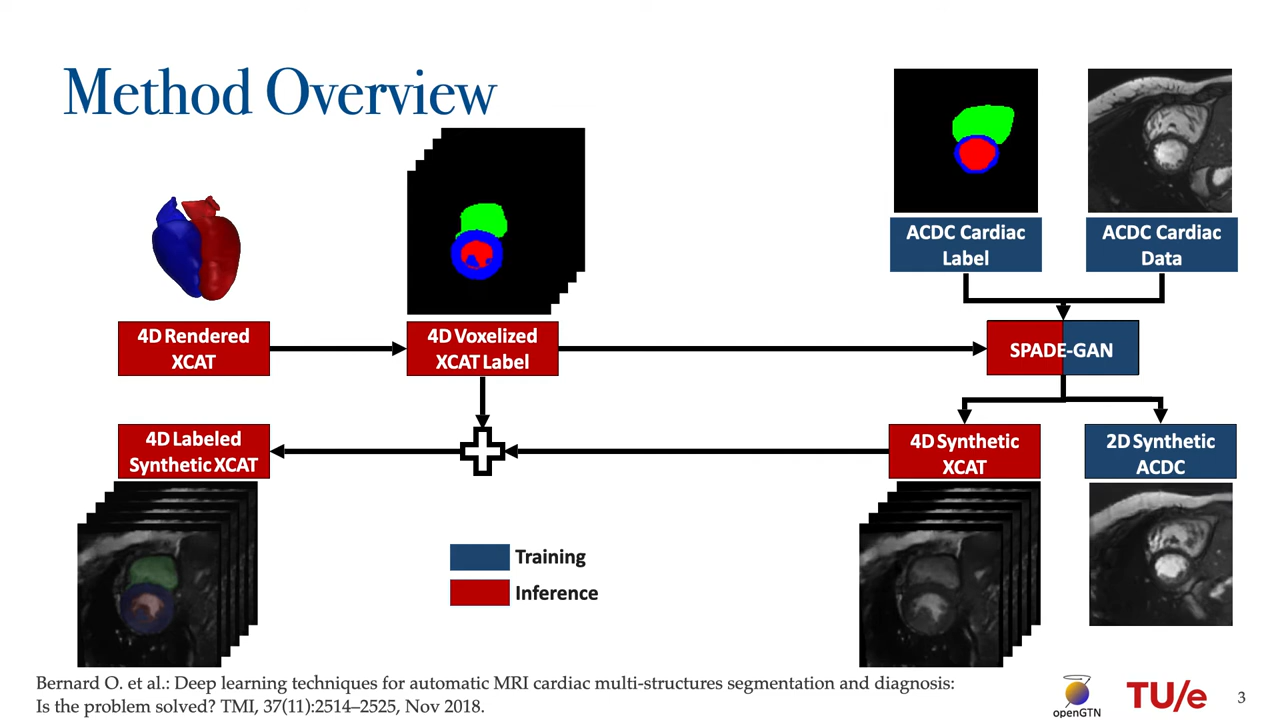 Method Overview
ACDC Cardiac
Label
ACDC Cardiac
Data
4D Rendered
XCAT
4D Voxelized
XCAT Label
SPADE-GAN
4D Labeled
Synthetic XCAT
4D Synthetic
XCAT
2D Synthetic
ACDC
Training
Inference
Bernard O. et al.: Deep learning techniques for automatic MRI cardiac multi-structures segmentation and diagnosis:
Is the problem solved? TMI, 37(11):2514–2525, Nov 2018.
openGTN
TU/e
3